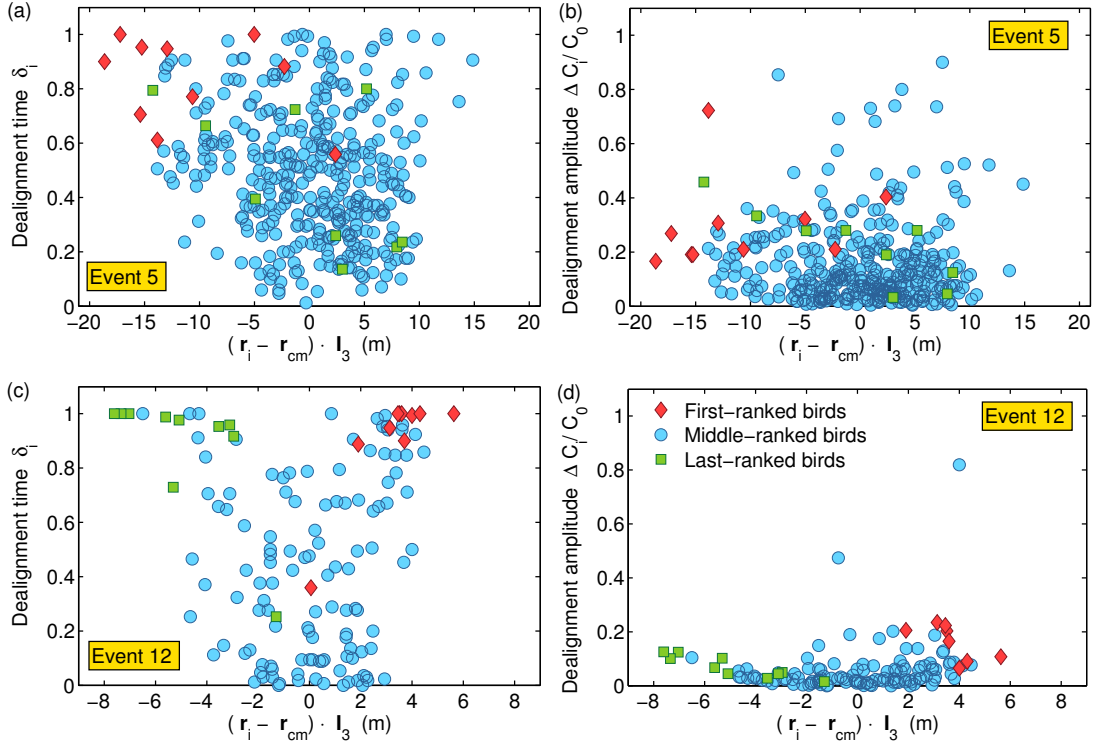 (a)
Dealignment time δi
1
0.8
0.6
0.4
0.2
0
Event 5
−20 −15 −10 −5 0 5 10 15 20
( ri − rcm) · I3 (m)
(b)
Dealignment amplitude Δ Ci/ C0
1
0.8
0.6
0.4
0.2
0
Event 5
−20 −15 −10 −5 0 5 10 15 20
( ri − rcm) · I3 (m)
(c)
Dealignment time δi
1
0.8
0.6
0.4
0.2
0
Event 12
−8 −6 −4 −2 0 2 4 6 8
( ri − rcm) · I3 (m)
(d)
Dealignment amplitude Δ Ci/ C0
1
0.8
0.6
0.4
0.2
0
First−ranked birds
Middle−ranked birds
Last−ranked birds
Event 12
−8 −6 −4 −2 0 2 4 6 8
( ri − rcm) · I3 (m)